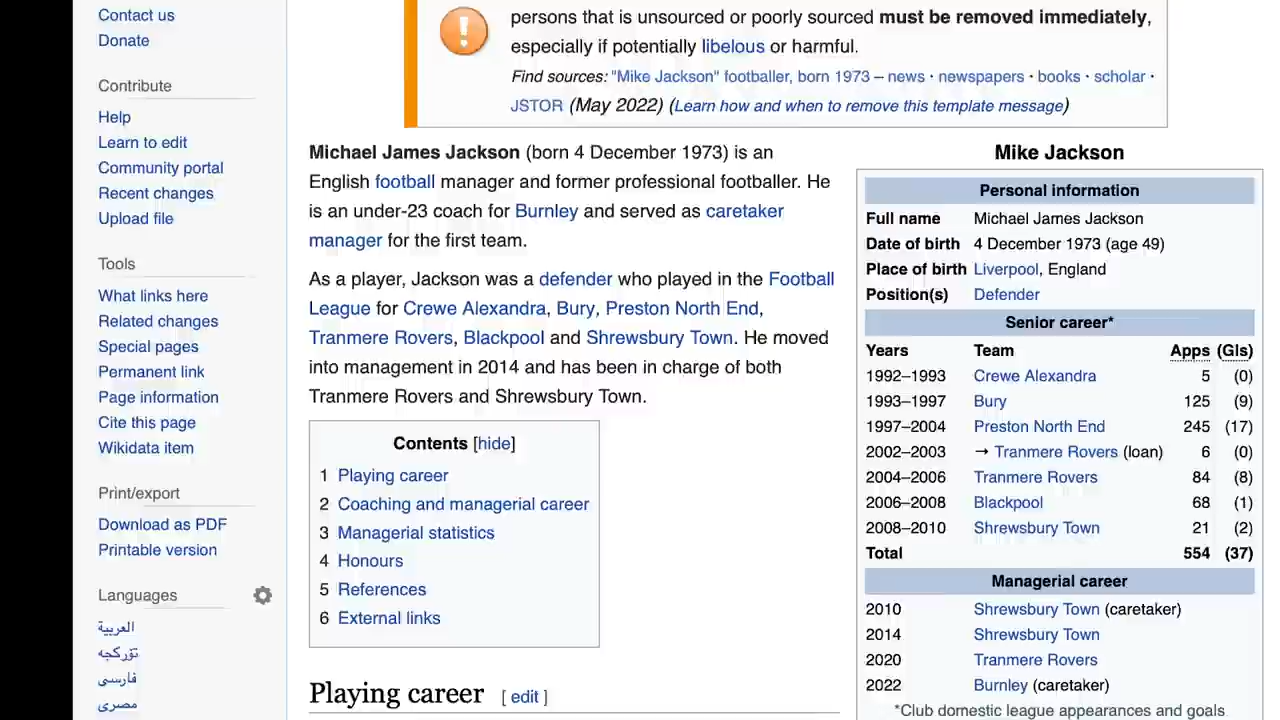 Contact us
Donate
Contribute
Help
Learn to edit
Community portal
Recent changes
Upload file
Tools
What links here
Related changes
Special pages
Permanent link
Page information
Cite this page
Wikidata item
Print/export
Download as PDF
Printable version
Languages
العربية
تۆرکجه
فارسی
مصرى
persons that is unsourced or poorly sourced must be removed immediately,
especially if potentially libelous or harmful.
Find sources: "Mike Jackson" footballer, born 1973 – news · newspapers · books · scholar ·
JSTOR (May 2022) (Learn how and when to remove this template message)
Michael James Jackson (born 4 December 1973) is an
English football manager and former professional footballer. He
is an under-23 coach for Burnley and served as caretaker
manager for the first team.
As a player, Jackson was a defender who played in the Football
League for Crewe Alexandra, Bury, Preston North End,
Tranmere Rovers, Blackpool and Shrewsbury Town. He moved
into management in 2014 and has been in charge of both
Tranmere Rovers and Shrewsbury Town.
Contents [hide]
1 Playing career
2 Coaching and managerial career
3 Managerial statistics
4 Honours
5 References
6 External links
Playing career [ edit ]
Mike Jackson
Personal information
Full name Michael James Jackson
Date of birth 4 December 1973 (age 49)
Place of birth Liverpool, England
Position(s) Defender
Senior career*
Years Team Apps (Gls)
1992–1993 Crewe Alexandra 5 (0)
1993–1997 Bury 125 (9)
1997–2004 Preston North End 245 (17)
2002–2003 → Tranmere Rovers (loan) 6 (0)
2004–2006 Tranmere Rovers 84 (8)
2006–2008 Blackpool 68 (1)
2008–2010 Shrewsbury Town 21 (2)
Total 554 (37)
Managerial career
2010 Shrewsbury Town (caretaker)
2014 Shrewsbury Town
2020 Tranmere Rovers
2022 Burnley (caretaker)
*Club domestic league appearances and goals